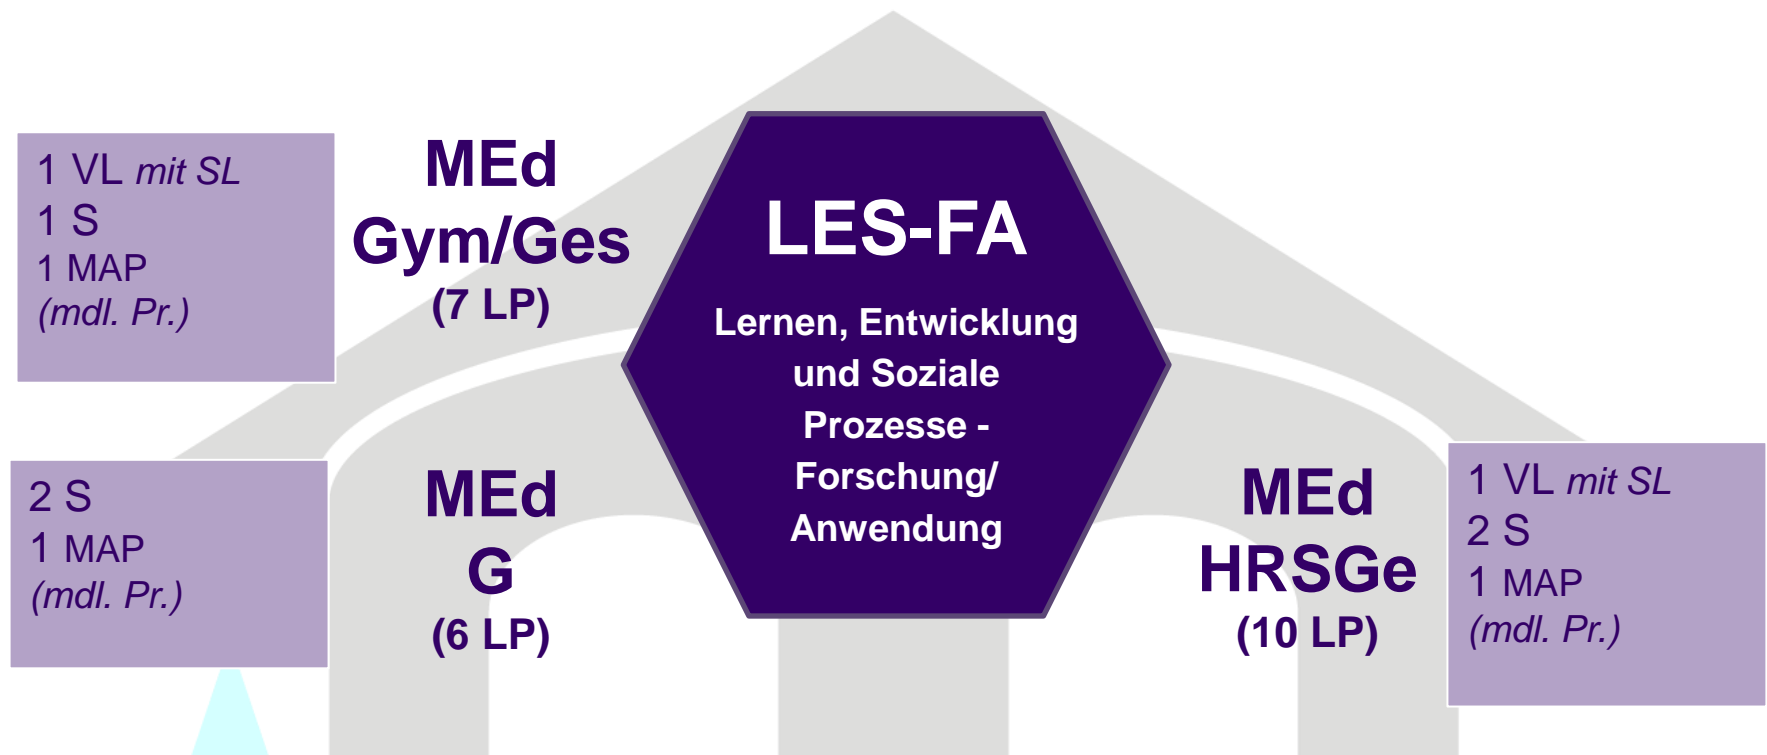 1 VL mit SL
1 S
1 MAP
(mdl. Pr.)
MEd
Gym/Ges
(7 LP)
LES-FA
Lernen, Entwicklung
und Soziale
Prozesse -
Forschung/
Anwendung
2 S
1 MAP
(mdl. Pr.)
MEd
G
(6 LP)
MEd
HRSGe
(10 LP)
1 VL mit SL
2 S
1 MAP
(mdl. Pr.)